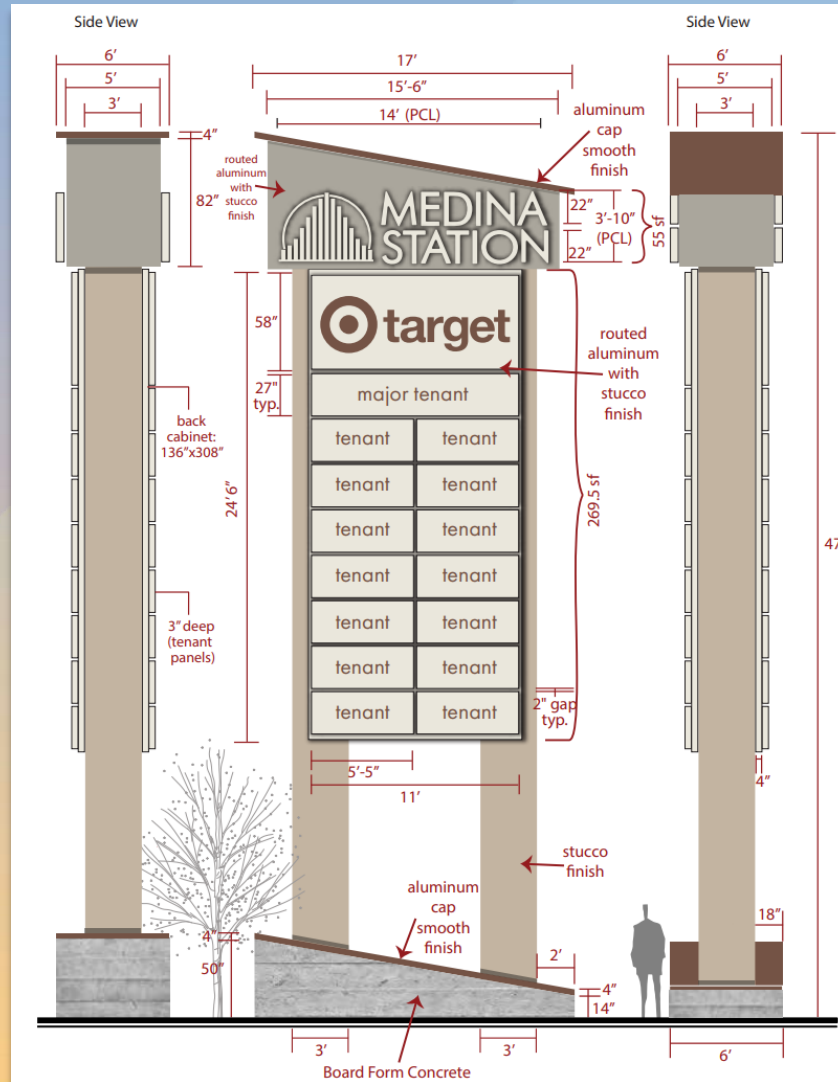 Side View
Side View
6'
5'
3'
4"
82"
17'
15'-6"
14' (PCL)
routed
aluminum
with
stucco
finish
aluminum
cap
smooth
finish
MEDINA
STATION
22"
22"
3'-10"
(PCL)
55 sf
6'
5'
3'
47
58"
27"
typ.
24'6"
target
major tenant
tenant tenant
tenant tenant
tenant tenant
tenant tenant
tenant tenant
tenant tenant
tenant tenant
routed
aluminum
with
stucco
finish
269.5 sf
back
cabinet:
136"x308"
3" deep
(tenant
panels)
2" gap
typ.
5'-5"
11'
4"
stucco
finish
aluminum
cap
smooth
finish
4"
50"
2'
4"
14"
18"
3'
3'
6'
Board Form Concrete